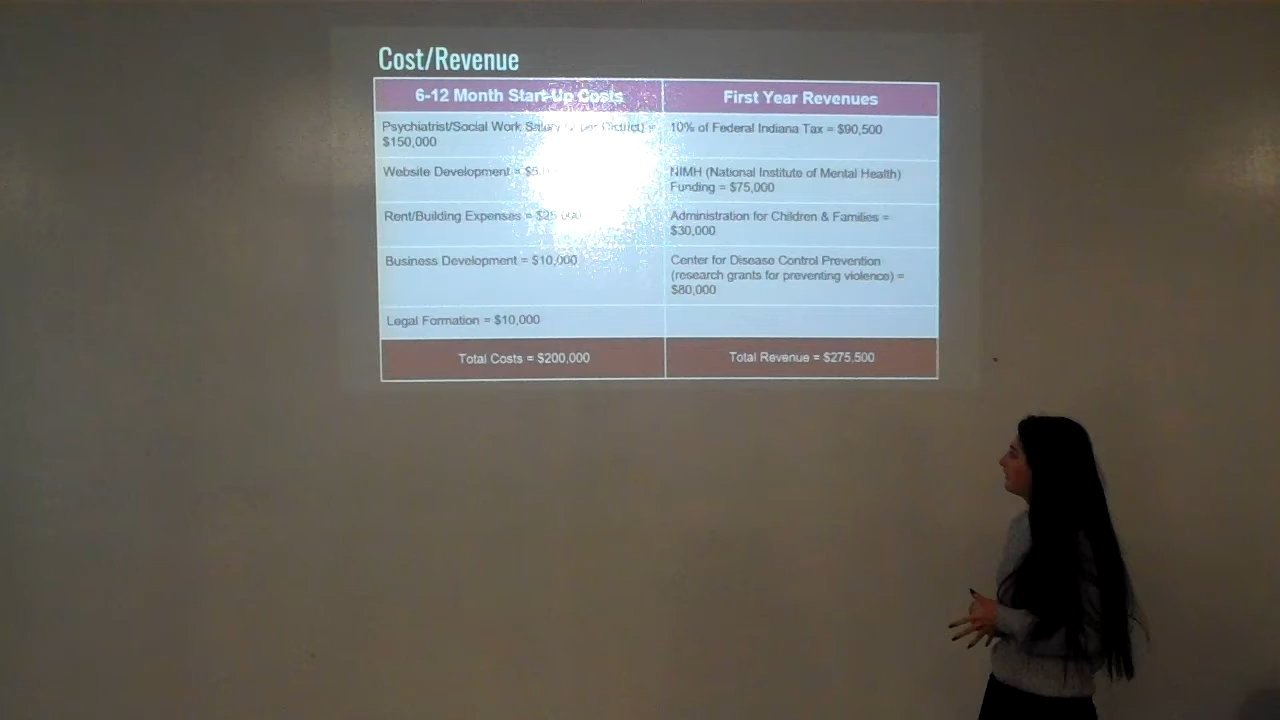 Cost/Revenue
6-12 Month Start-Up Costs
First Year Revenues
Psychiatrist/Social Work Salary per District) =
$150,000
10% of Federal Indiana Tax = $90,500
Website Development =
NIMH (National Institute of Mental Health)
Funding = $75,000
Rent/Building Expenses =
Administration for Children & Families =
$30,000
Business Development = $10,000
Center for Disease Control Prevention
(research grants for preventing violence) =
$80,000
Legal Formation = $10,000
Total Costs = $200,000
Total Revenue = $275,500